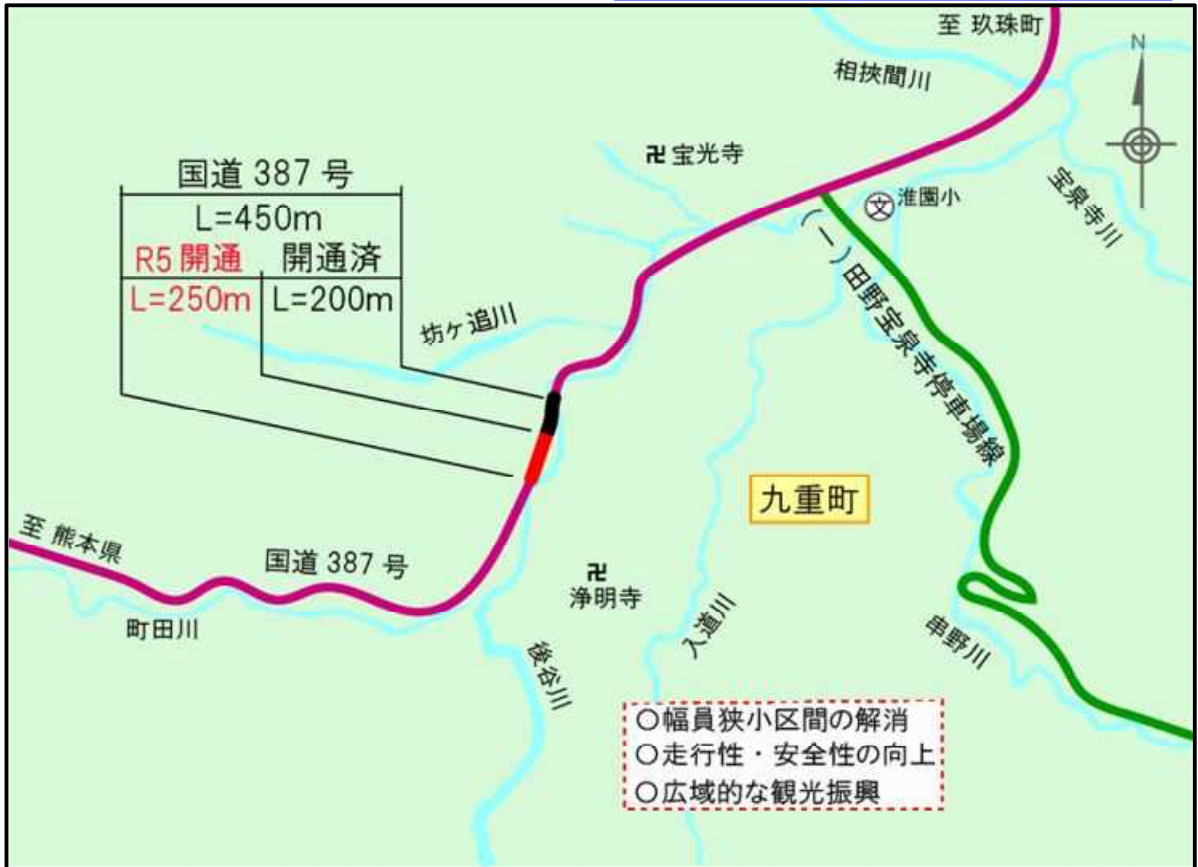 至 玖珠町
N
相挾間川
卍 宝光寺
国道 387 号
L=450m
R5 開通 開通済
L=250m L=200m
文 淮園小
宝泉寺川
(一)田野宝泉寺停車場線
坊ヶ追川
九重町
至 熊本県
国道 387 号
卍
浄明寺
町田川
入道川
串野川
後谷川
○幅員狭小区間の解消
○走行性・安全性の向上
○広域的な観光振興